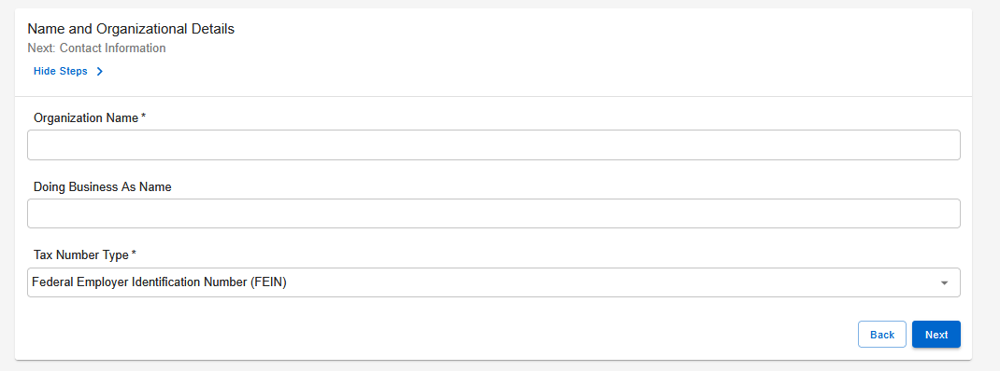 Name and Organizational Details
Next: Contact Information
Hide Steps
Organization Name *
Doing Business As Name
Tax Number Type *
Federal Employer Identification Number (FEIN)
Back
Next